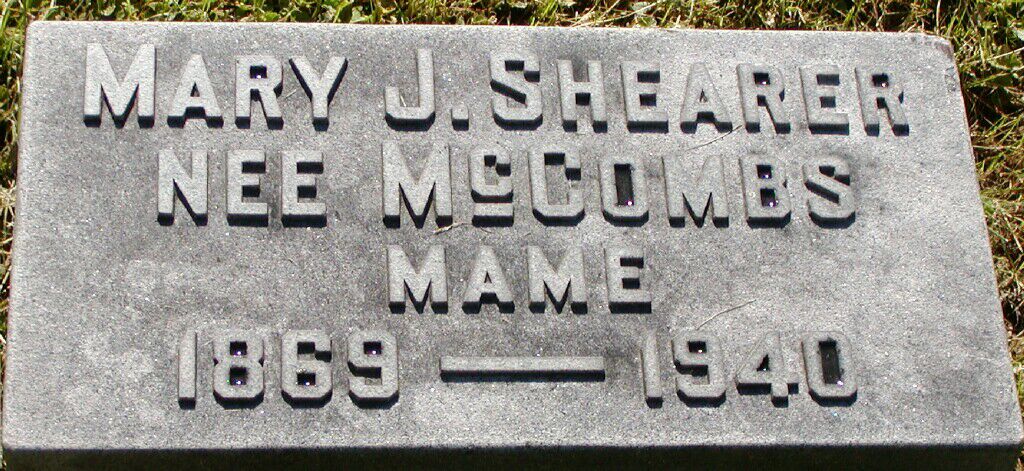 MARY J. SHEARER
NEE McCOMBS
MAME
1869 — 1940